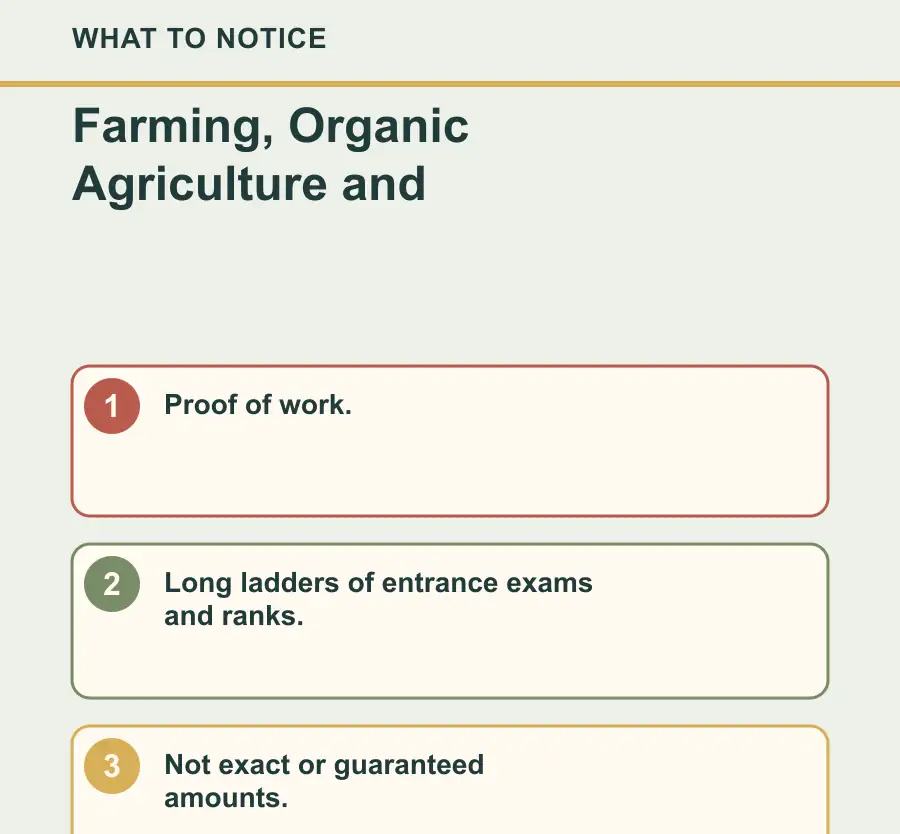 WHAT TO NOTICE
Farming, Organic
Agriculture and
1
Proof of work.
2
Long ladders of entrance exams
and ranks.
3
Not exact or guaranteed
amounts.